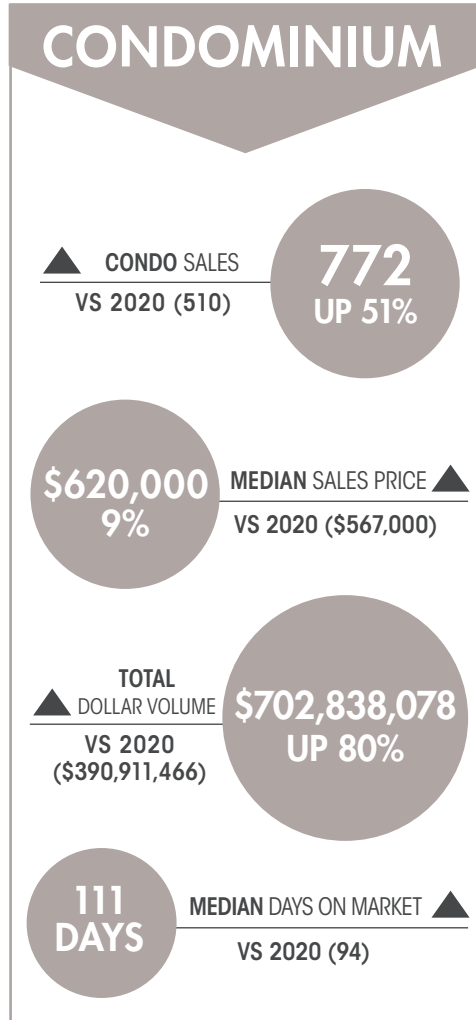 CONDOMINIUM
CONDO SALES
VS 2020 (510)
772
UP 51%
$620,000
9%
MEDIAN SALES PRICE
VS 2020 ($567,000)
TOTAL
DOLLAR VOLUME
VS 2020
($390,911,466)
$702,838,078
UP 80%
111
DAYS
MEDIAN DAYS ON MARKET
VS 2020 (94)